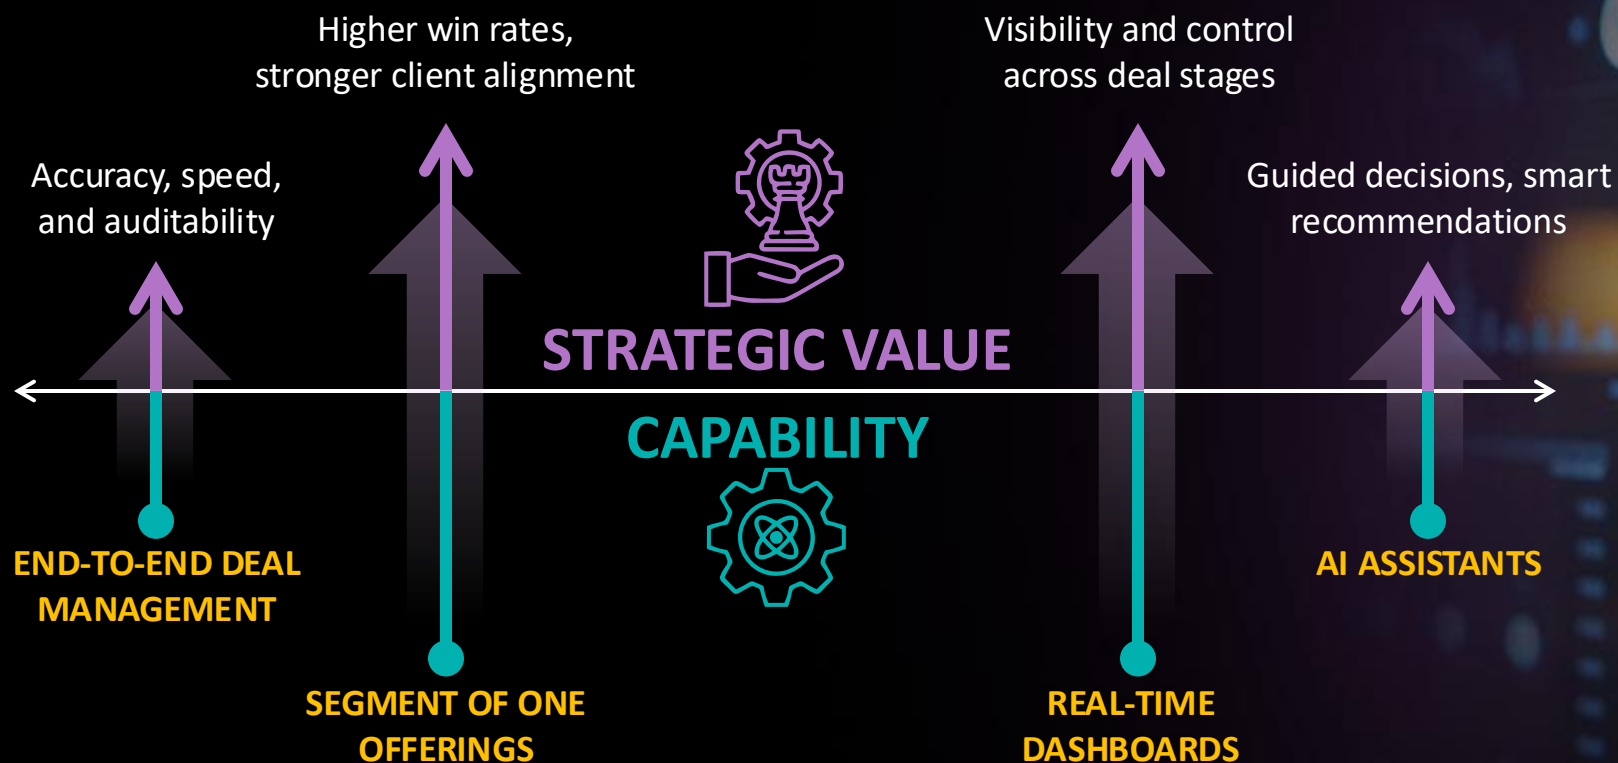 Higher win rates,
stronger client alignment
Visibility and control
across deal stages
Accuracy, speed,
and auditability
Guided decisions, smart
recommendations
STRATEGIC VALUE
CAPABILITY
END-TO-END DEAL
MANAGEMENT
AI ASSISTANTS
SEGMENT OF ONE
OFFERINGS
REAL-TIME
DASHBOARDS